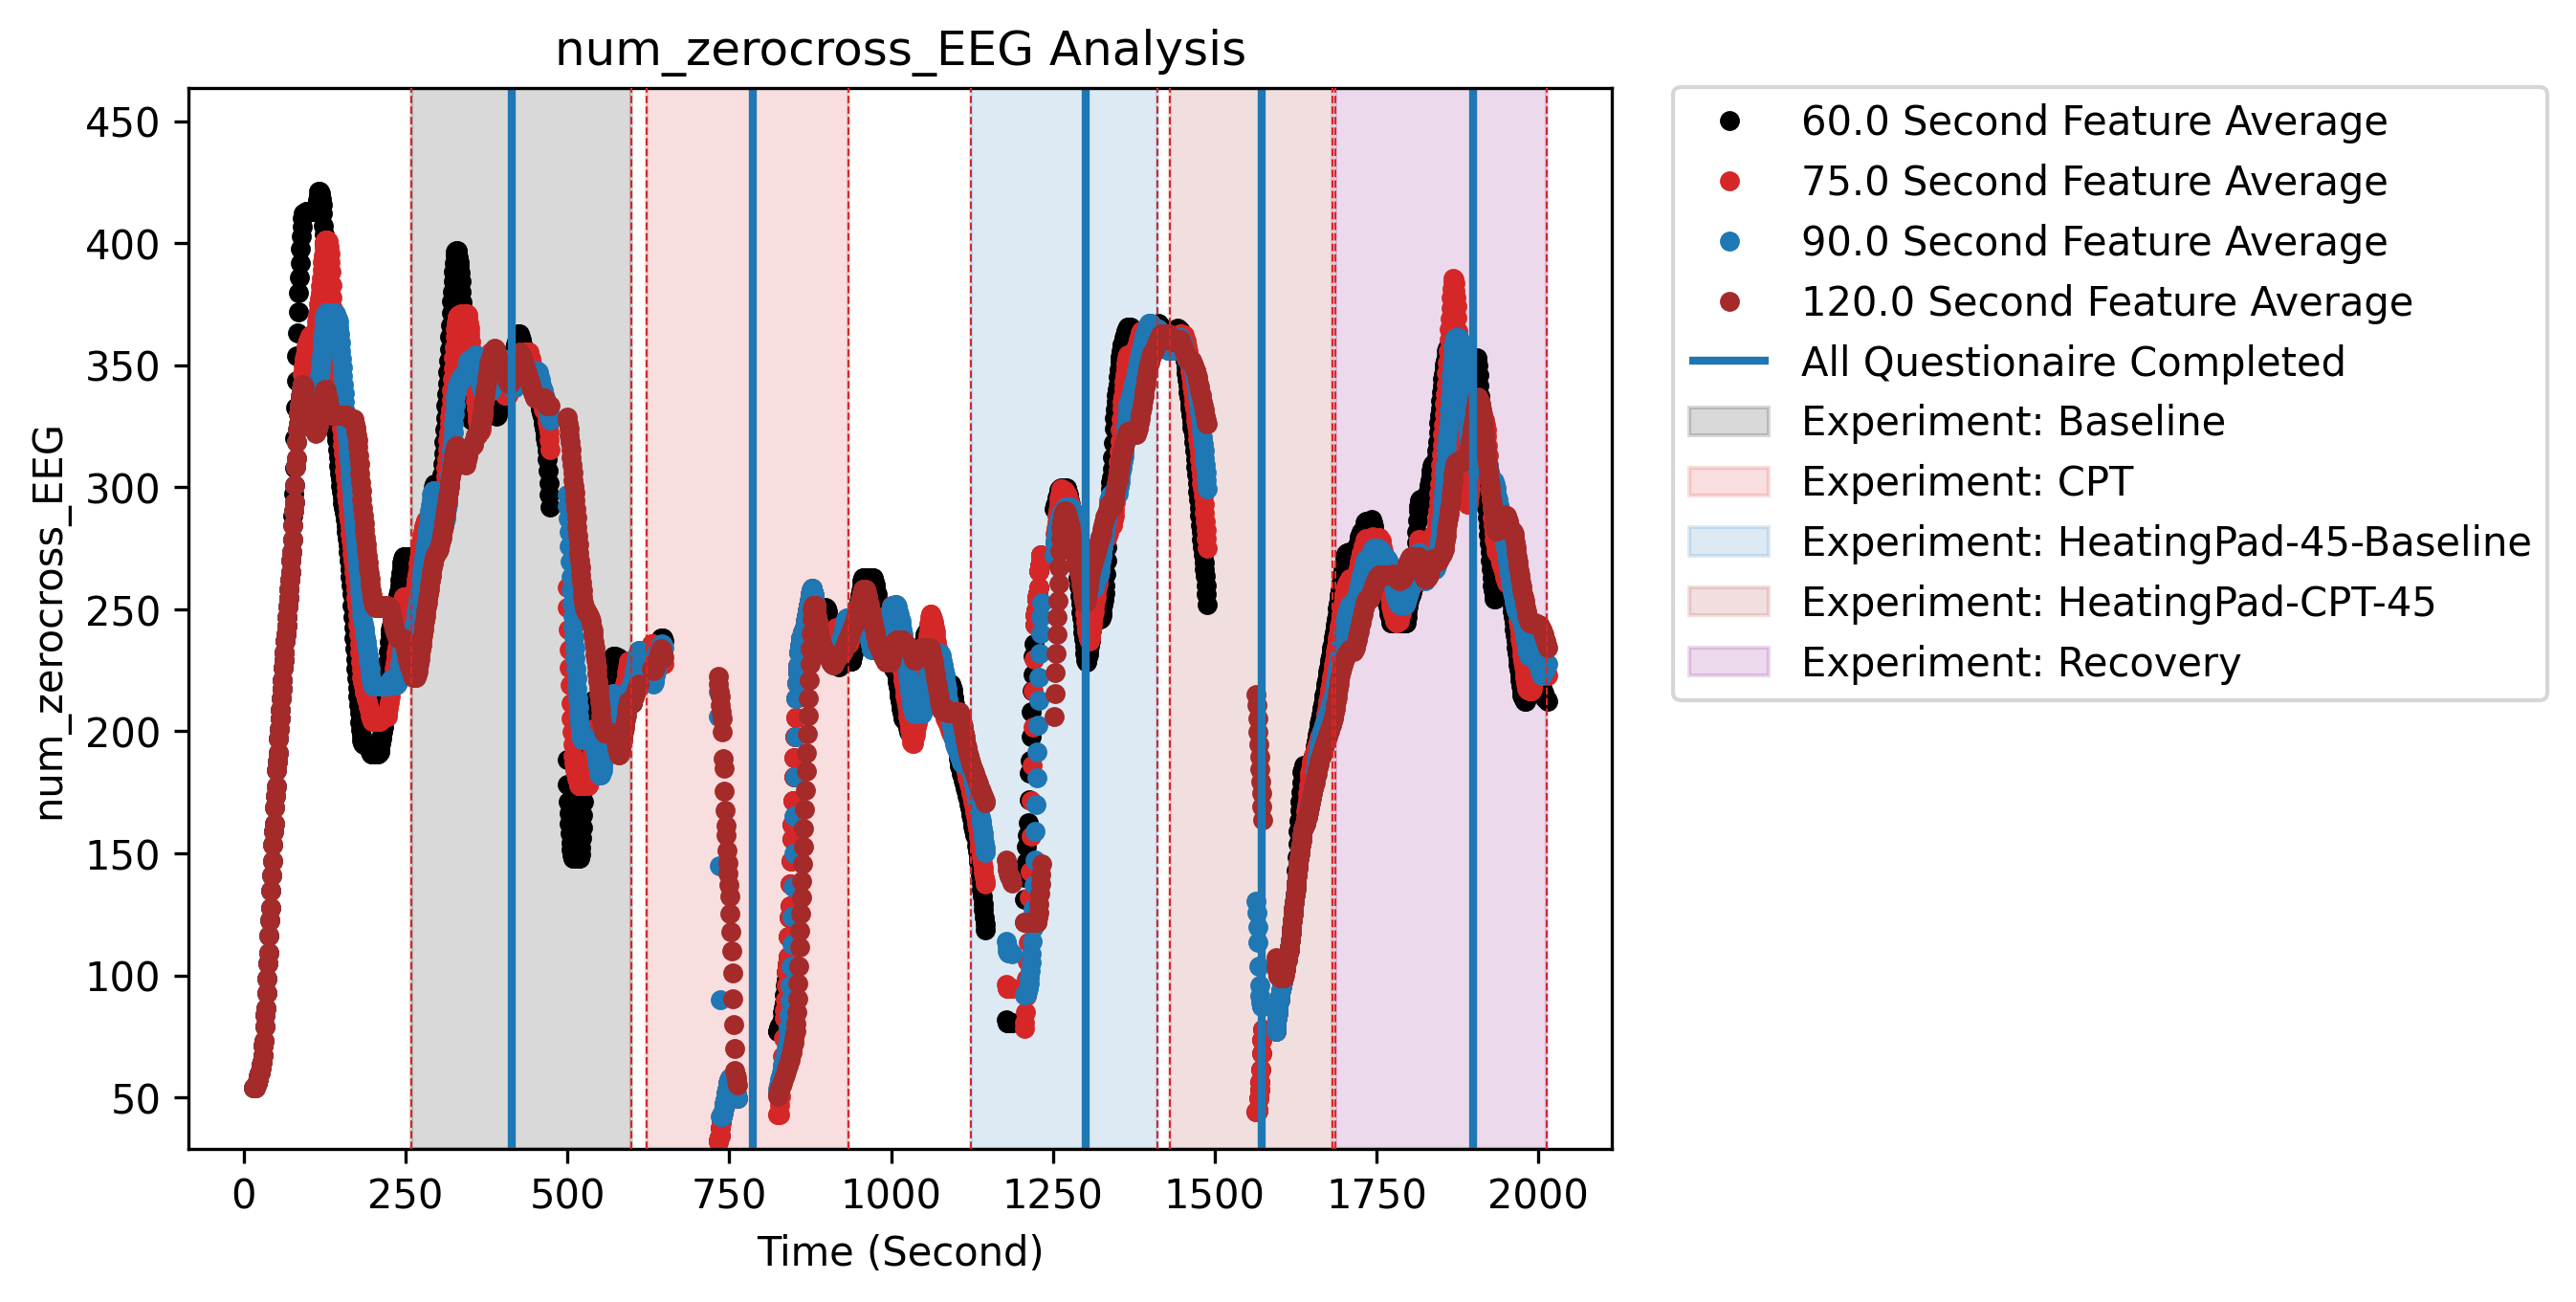 num_zerocross_EEG Analysis
450
400
350
300
250
200
150
100
50
num_zerocross_EEG
0
250
500
750
1000
1250
1500
1750
2000
Time (Second)
60.0 Second Feature Average
75.0 Second Feature Average
90.0 Second Feature Average
120.0 Second Feature Average
All Questionaire Completed
Experiment: Baseline
Experiment: CPT
Experiment: HeatingPad-45-Baseline
Experiment: HeatingPad-CPT-45
Experiment: Recovery